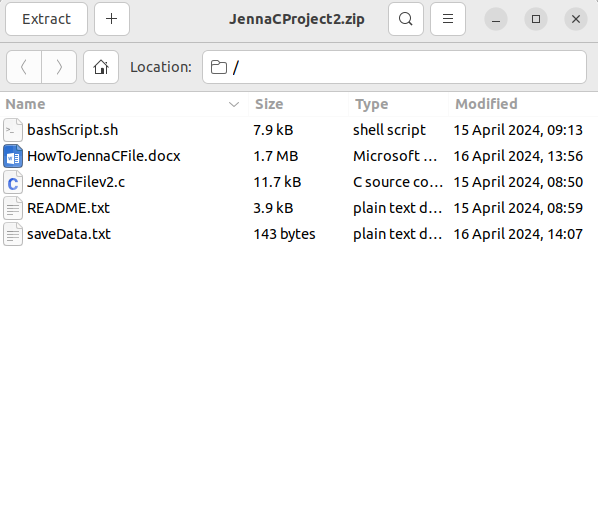 Extract + JennaCProject2.zip
Location: /
Name Size Type Modified
bashScript.sh 7.9 kB shell script 15 April 2024, 09:13
HowToJennaCFile.docx 1.7 MB Microsoft ... 16 April 2024, 13:56
JennaCFilev2.c 11.7 kB C source co... 15 April 2024, 08:50
README.txt 3.9 kB plain text d... 15 April 2024, 08:59
saveData.txt 143 bytes plain text d... 16 April 2024, 14:07